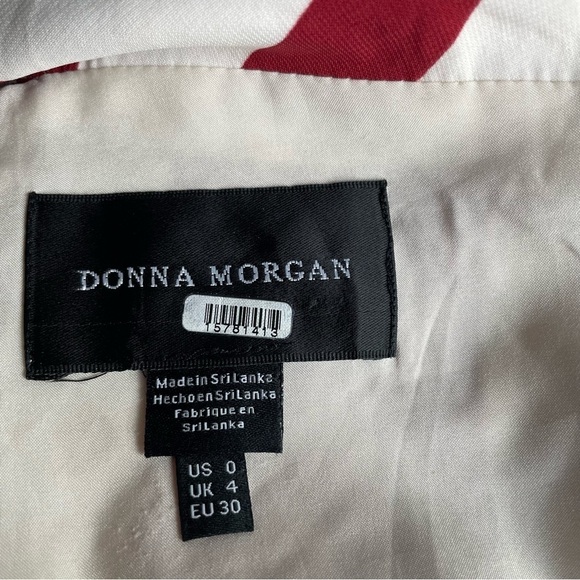 DONNA MORGAN
15781413
Made in Sri Lanka
Hecho en Sri Lanka
Fabrique en
Sri Lanka
US 0
UK 4
EU 30